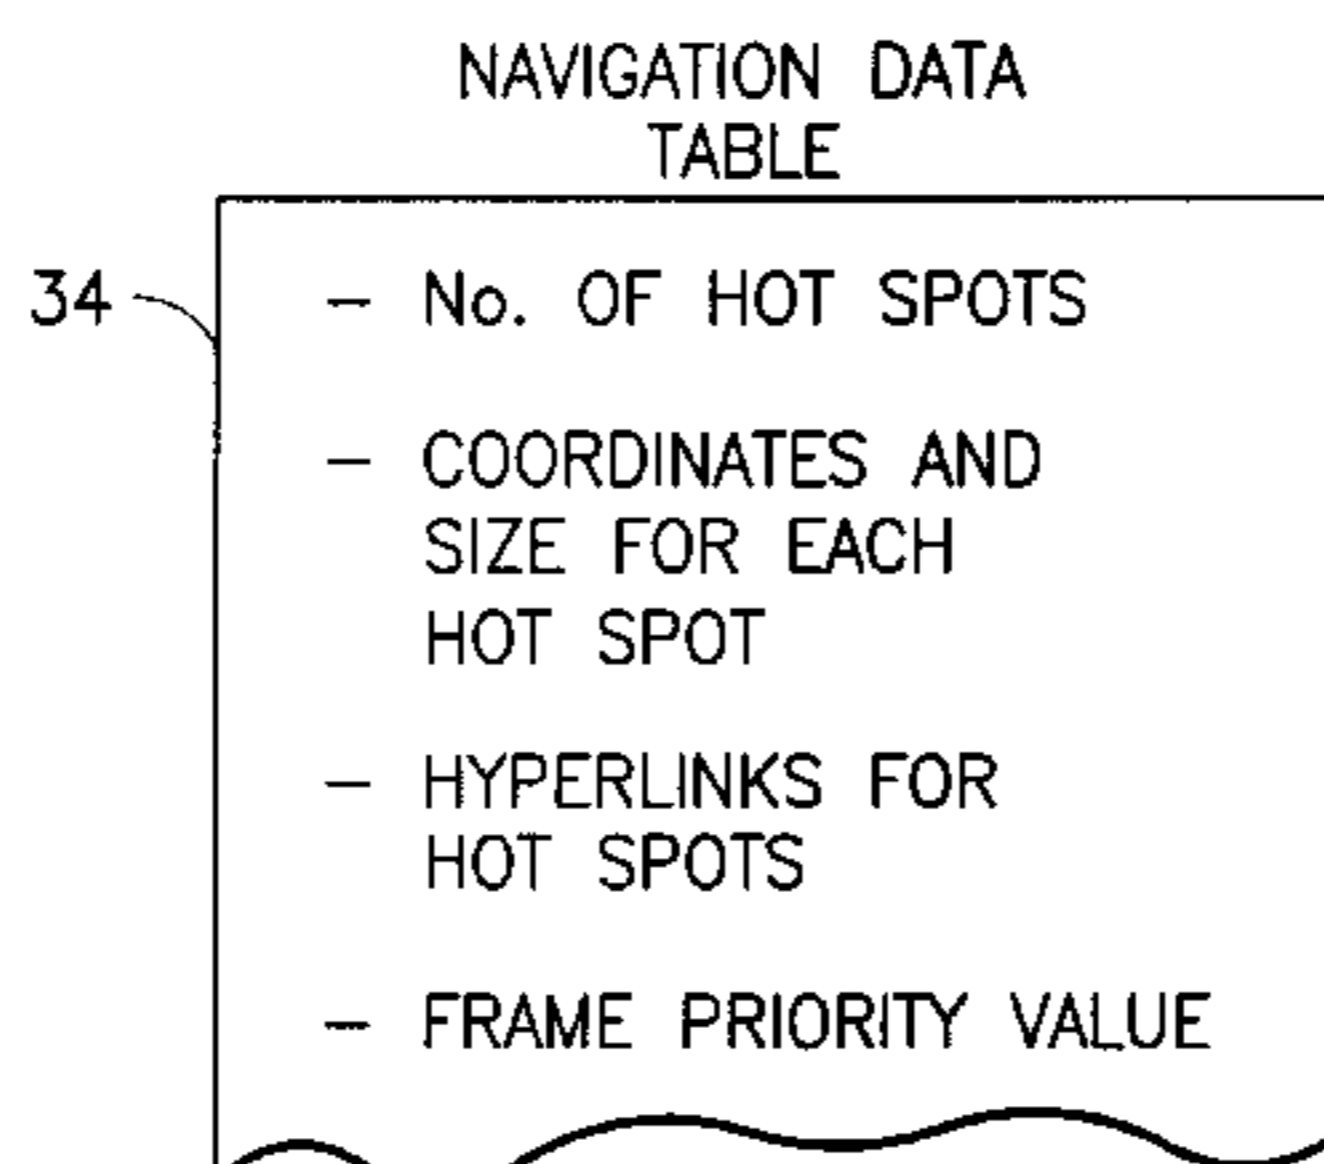 NAVIGATION DATA
TABLE
34
- No. OF HOT SPOTS
- COORDINATES AND
SIZE FOR EACH
HOT SPOT
- HYPERLINKS FOR
HOT SPOTS
- FRAME PRIORITY VALUE